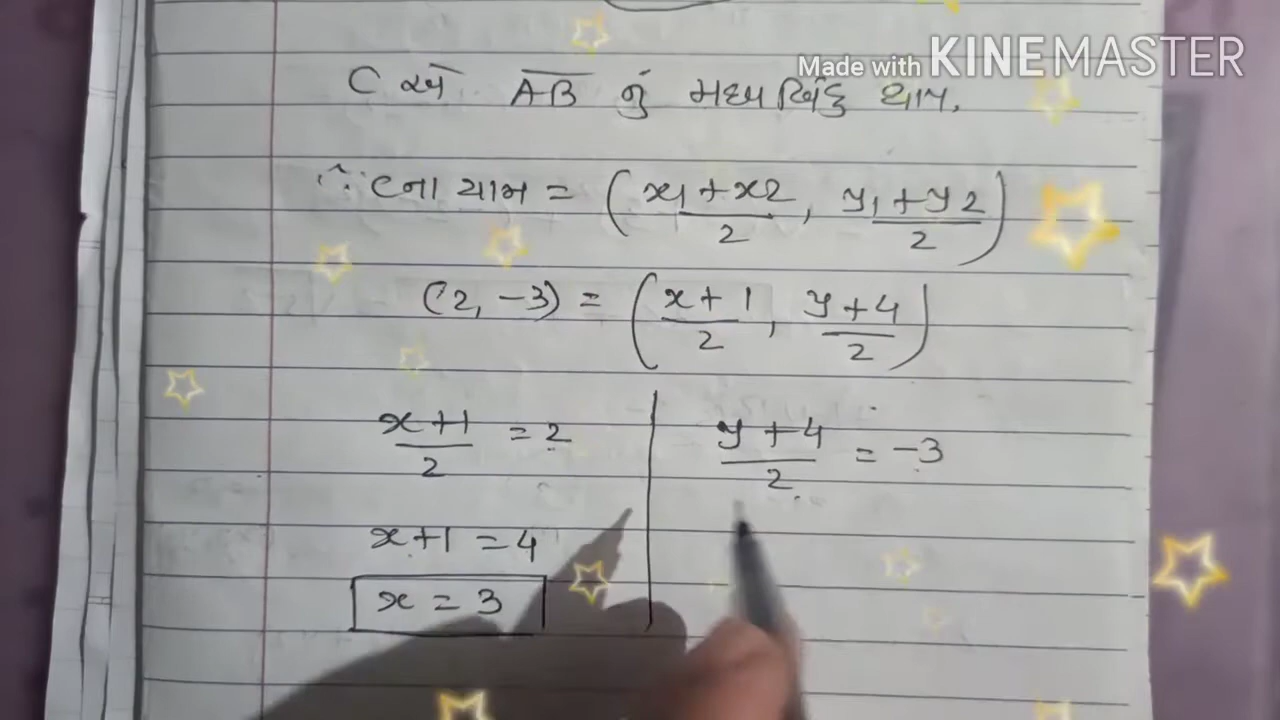 Made with KINEMASTER
C એ AB નું મધ્યબિંદુ થાય.
∴ C ના યામ = (x1 + x2 / 2, y1 + y2 / 2)
(2, -3) = (x + 1 / 2, y + 4 / 2)
x + 1 / 2 = 2
x + 1 = 4
x = 3
y + 4 / 2 = -3